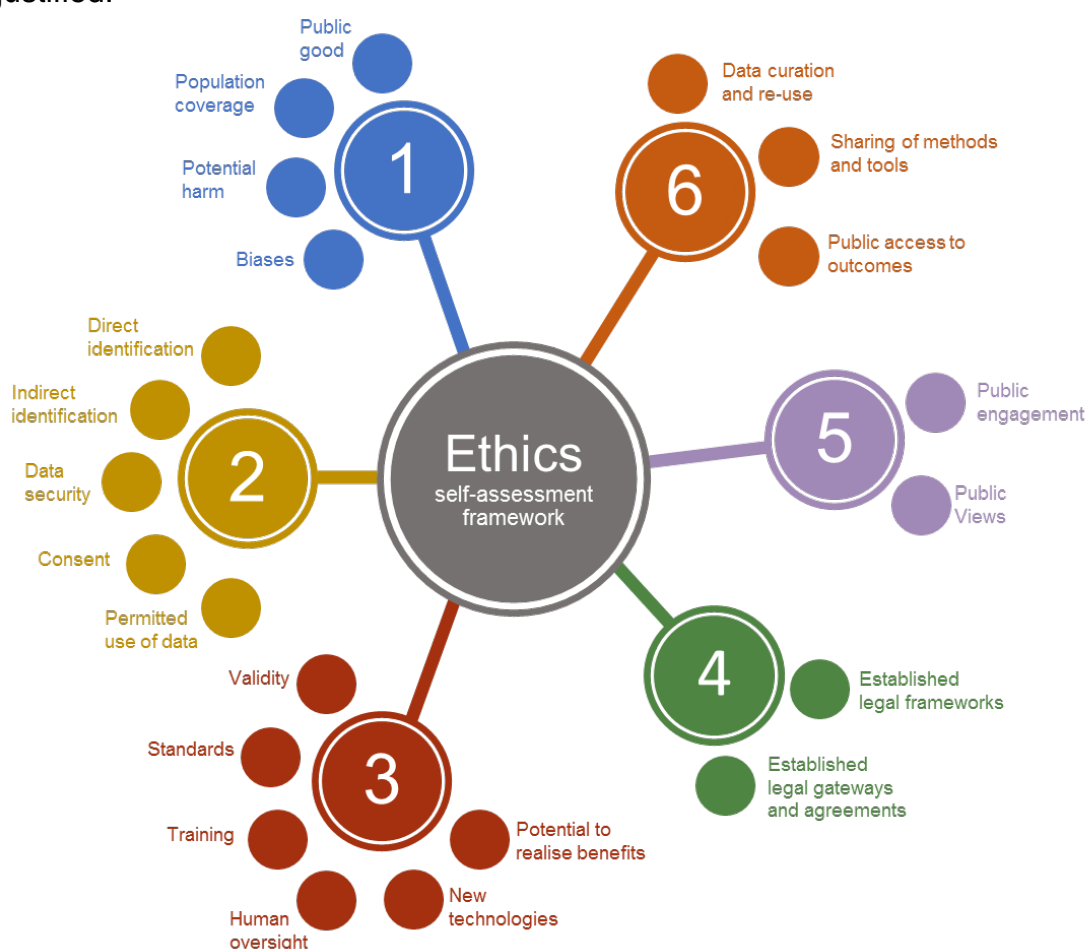 justified.
Public
good
Population
coverage
Potential
harm
Biases
1
Data curation
and re-use
Sharing of methods
and tools
Public access to
outcomes
6
Direct
identification
Indirect
identification
Data
security
Consent
Permitted
use of data
2
Ethics
self-assessment
framework
5
Public
engagement
Public
Views
Validity
Standards
Training
Human
oversight
New
technologies
Potential to
realise benefits
3
4
Established
legal frameworks
Established
legal gateways
and agreements